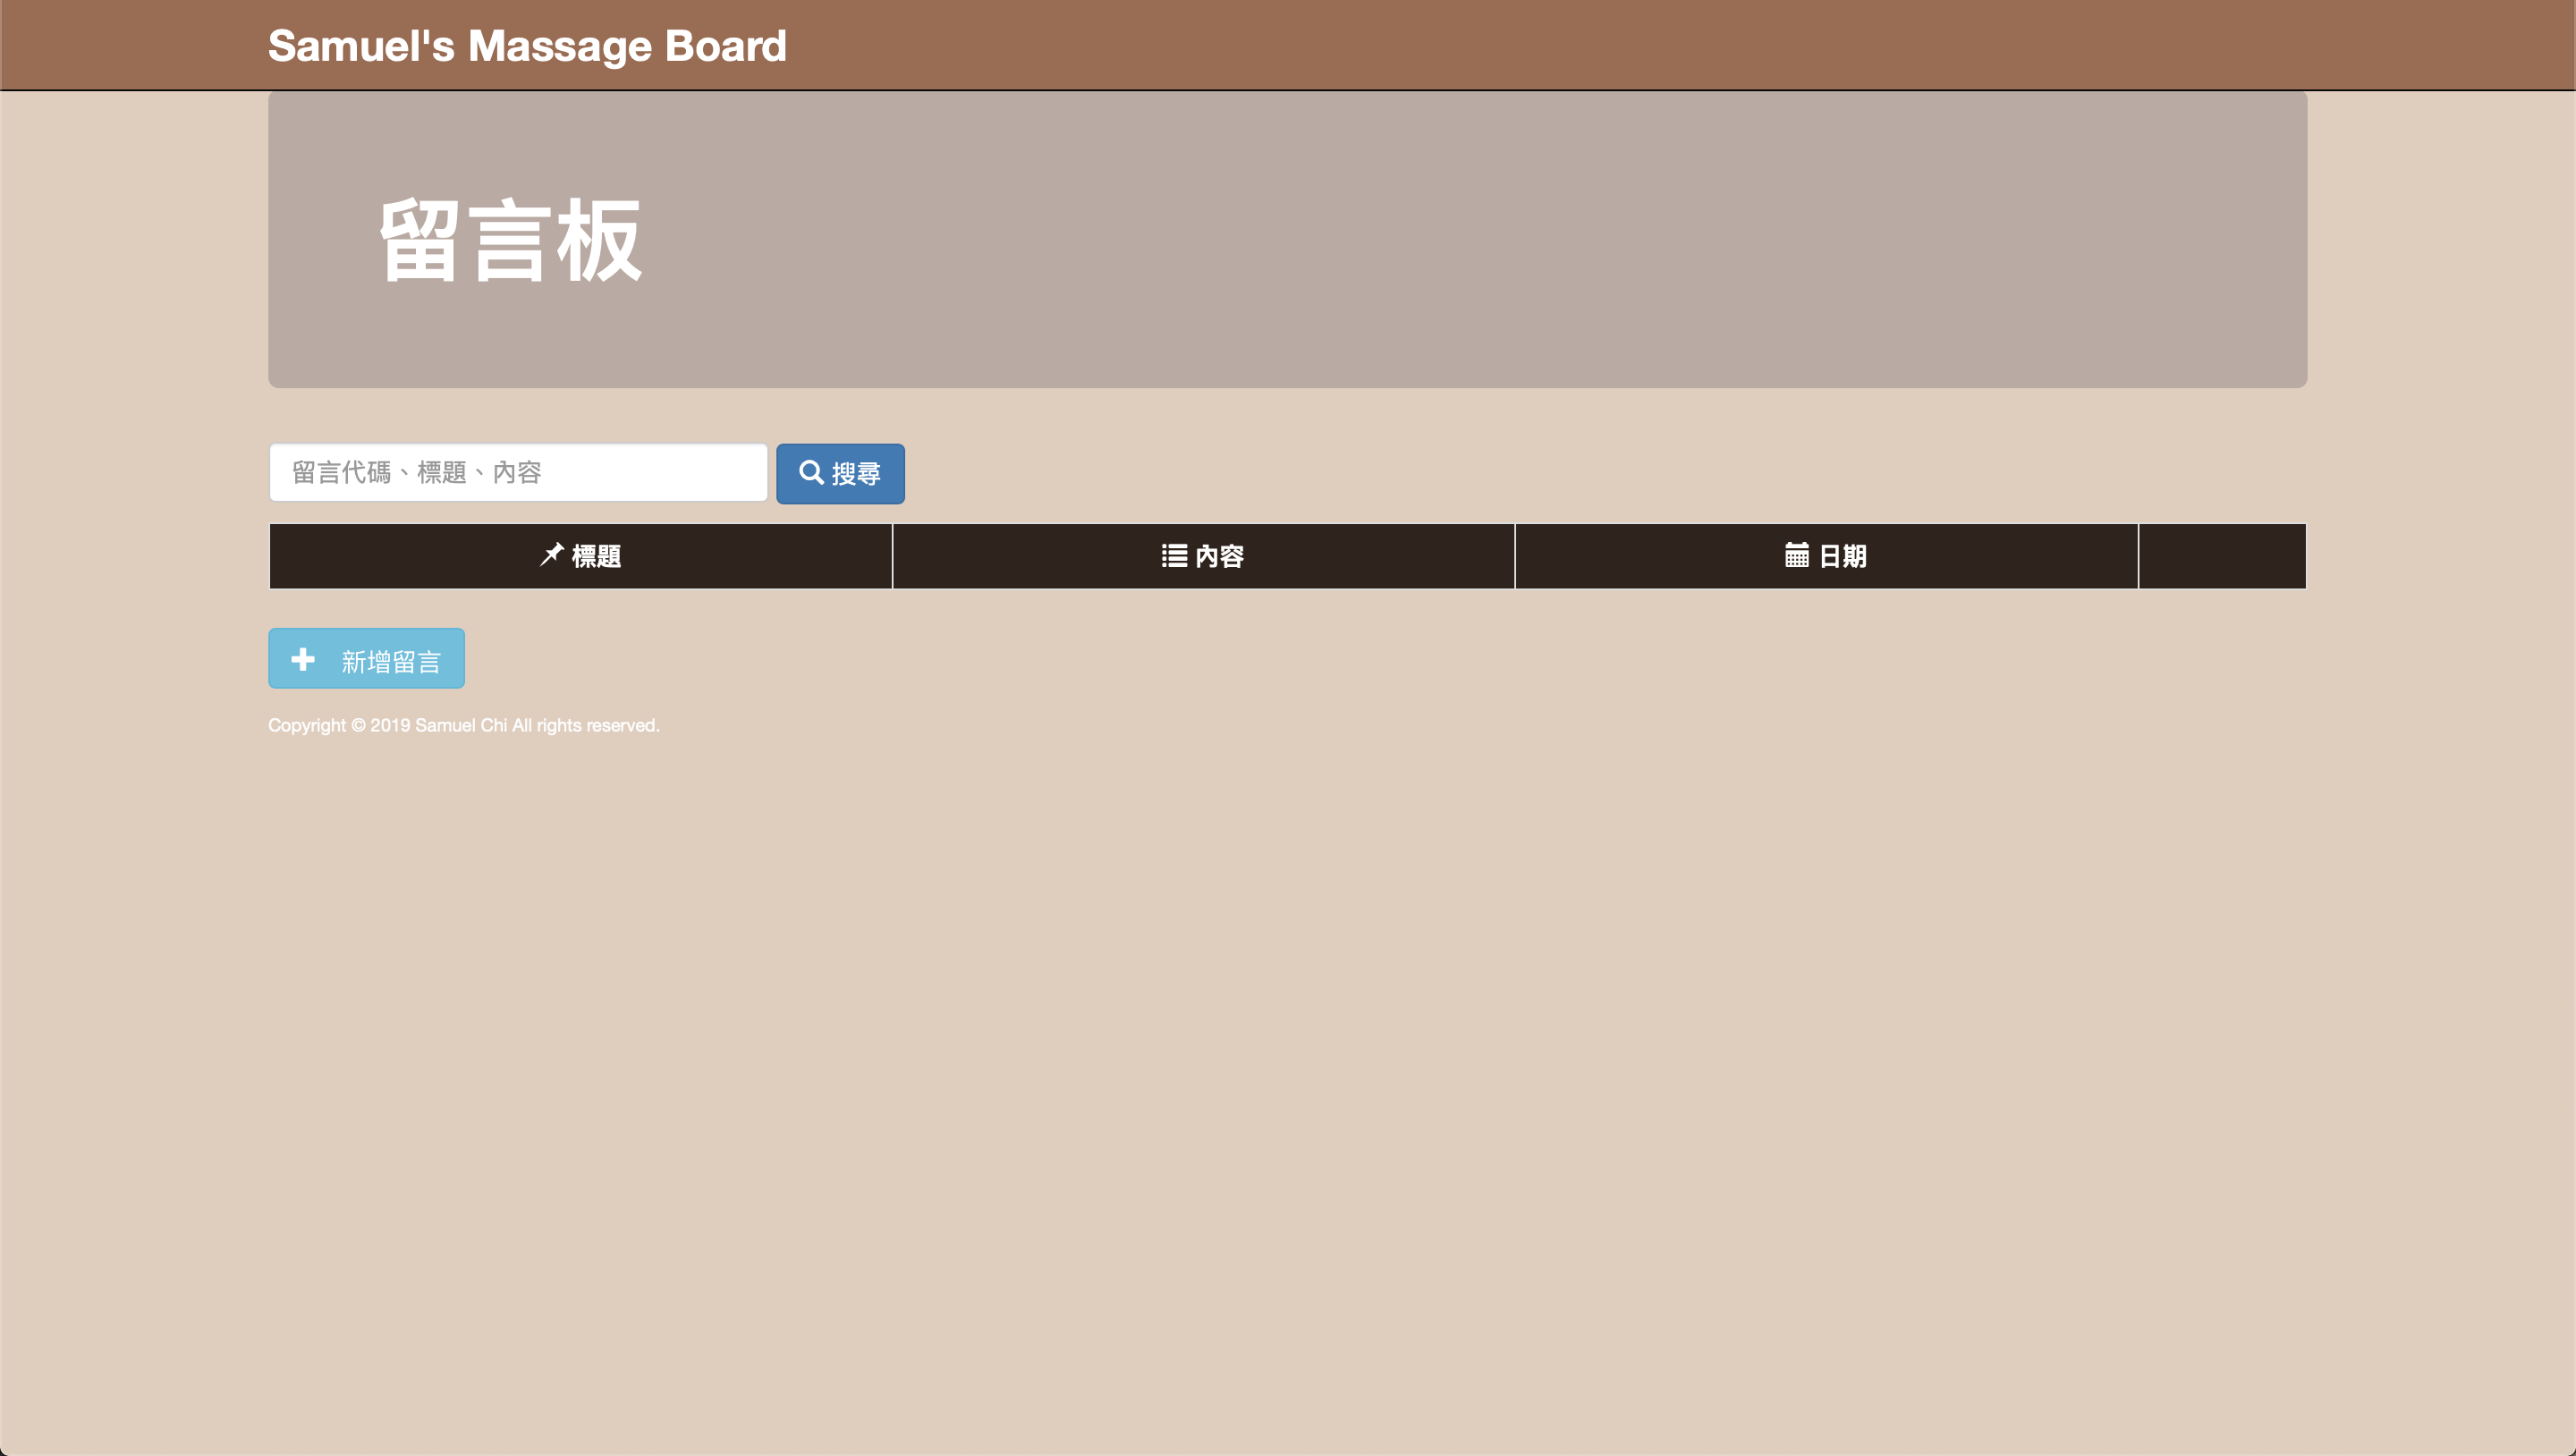 Samuel's Massage Board
留言板
留言代碼、標題、內容 搜尋
標題 內容 日期
新增留言
Copyright © 2019 Samuel Chi All rights reserved.